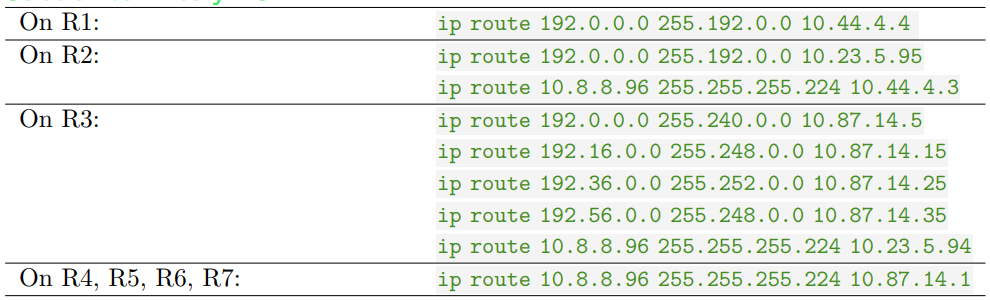 On R1: ip route 192.0.0.0 255.192.0.0 10.44.4.4
On R2: ip route 192.0.0.0 255.192.0.0 10.23.5.95
ip route 10.8.8.96 255.255.255.224 10.44.4.3
On R3: ip route 192.0.0.0 255.240.0.0 10.87.14.5
ip route 192.16.0.0 255.248.0.0 10.87.14.15
ip route 192.36.0.0 255.252.0.0 10.87.14.25
ip route 192.56.0.0 255.248.0.0 10.87.14.35
ip route 10.8.8.96 255.255.255.224 10.23.5.94
On R4, R5, R6, R7: ip route 10.8.8.96 255.255.255.224 10.87.14.1